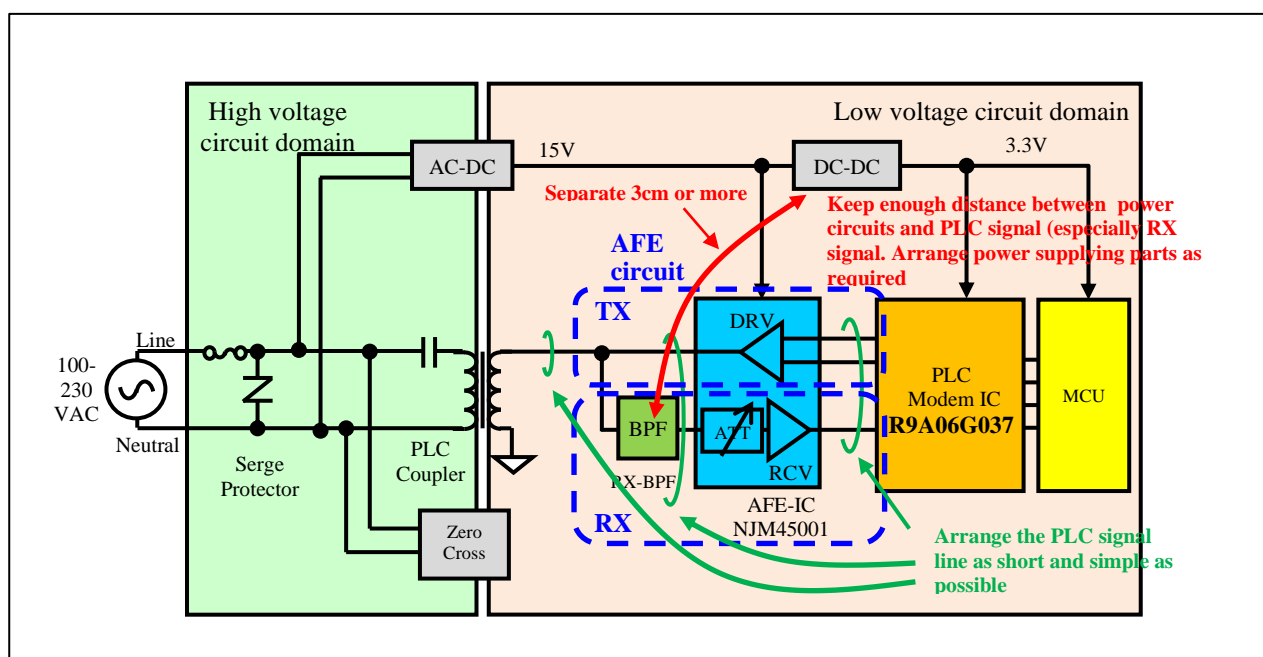 High voltage
circuit domain
Low voltage circuit domain
AC-DC
15V
DC-DC
3.3V
Separate 3cm or more
Keep enough distance between power
circuits and PLC signal (especially RX
signal. Arrange power supplying parts as
required
AFE
circuit
TX
DRV
Line
100-
230
VAC
Neutral
PLC
Modem IC
R9A06G037
MCU
BPF
ATT
RCV
RX-BPF
PLC
Coupler
Serge
Protector
RX
AFE-IC
NJM45001
Zero
Cross
Arrange the PLC signal
line as short and simple as
possible